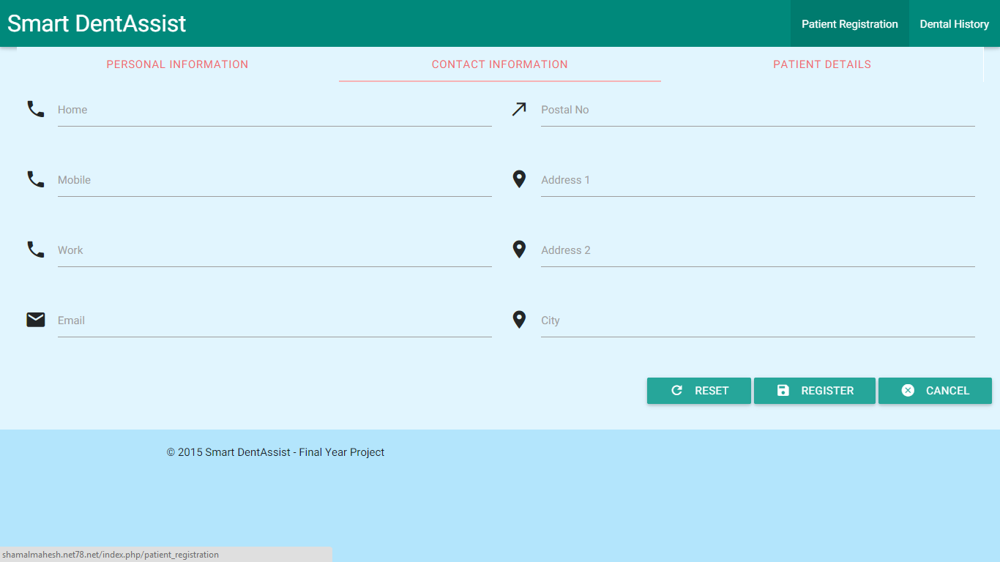 Smart DentAssist
Patient Registration
Dental History
PERSONAL INFORMATION
CONTACT INFORMATION
PATIENT DETAILS
Home
Postal No
Mobile
Address 1
Work
Address 2
Email
City
RESET
REGISTER
CANCEL
© 2015 Smart DentAssist - Final Year Project
shamalmahesh.net78.net/index.php/patient_registration